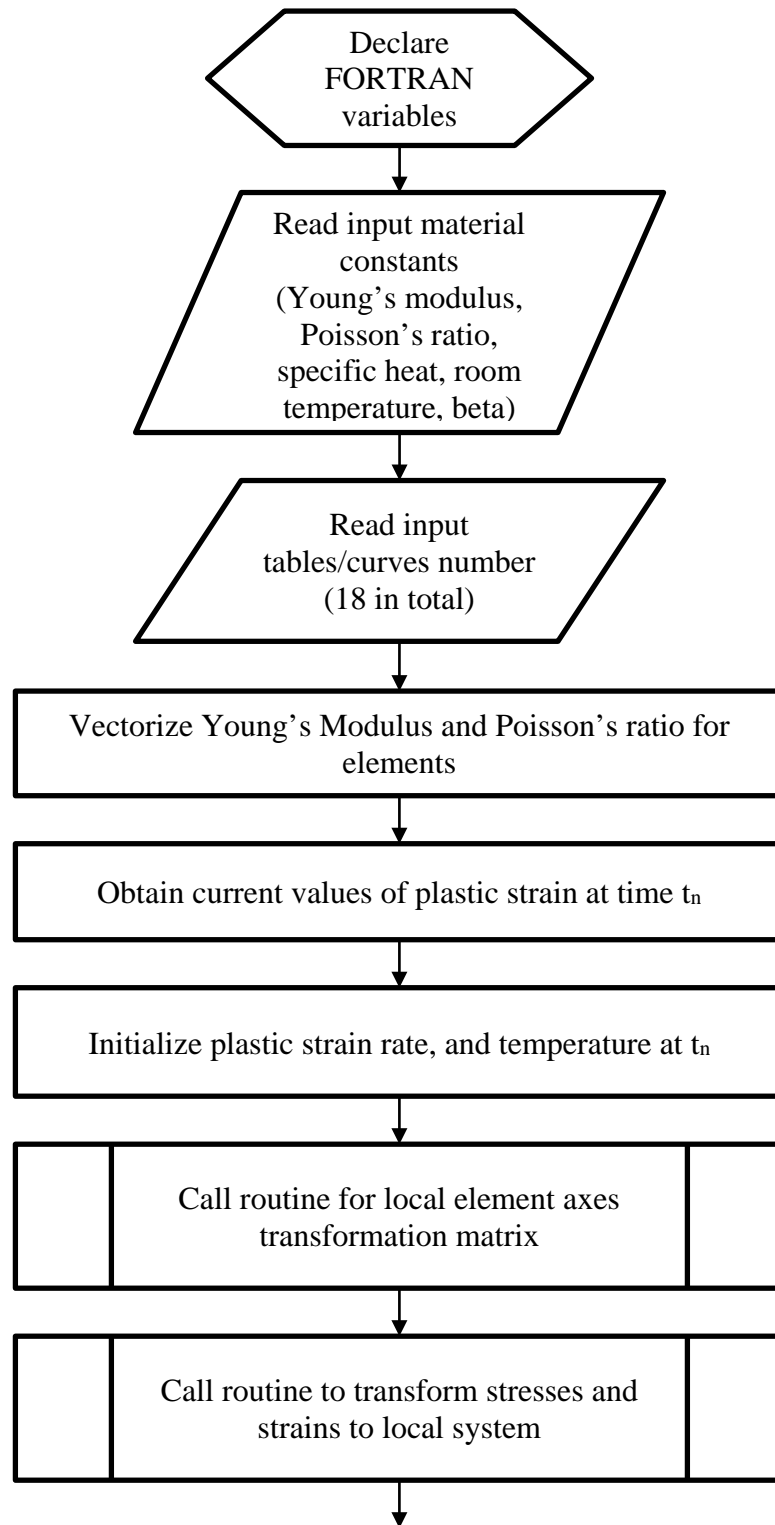 Declare
FORTRAN
variables
Read input material
constants
(Young’s modulus,
Poisson’s ratio,
specific heat, room
temperature, beta)
Read input
tables/curves number
(18 in total)
Vectorize Young’s Modulus and Poisson’s ratio for
elements
Obtain current values of plastic strain at time tn
Initialize plastic strain rate, and temperature at tn
Call routine for local element axes
transformation matrix
Call routine to transform stresses and
strains to local system